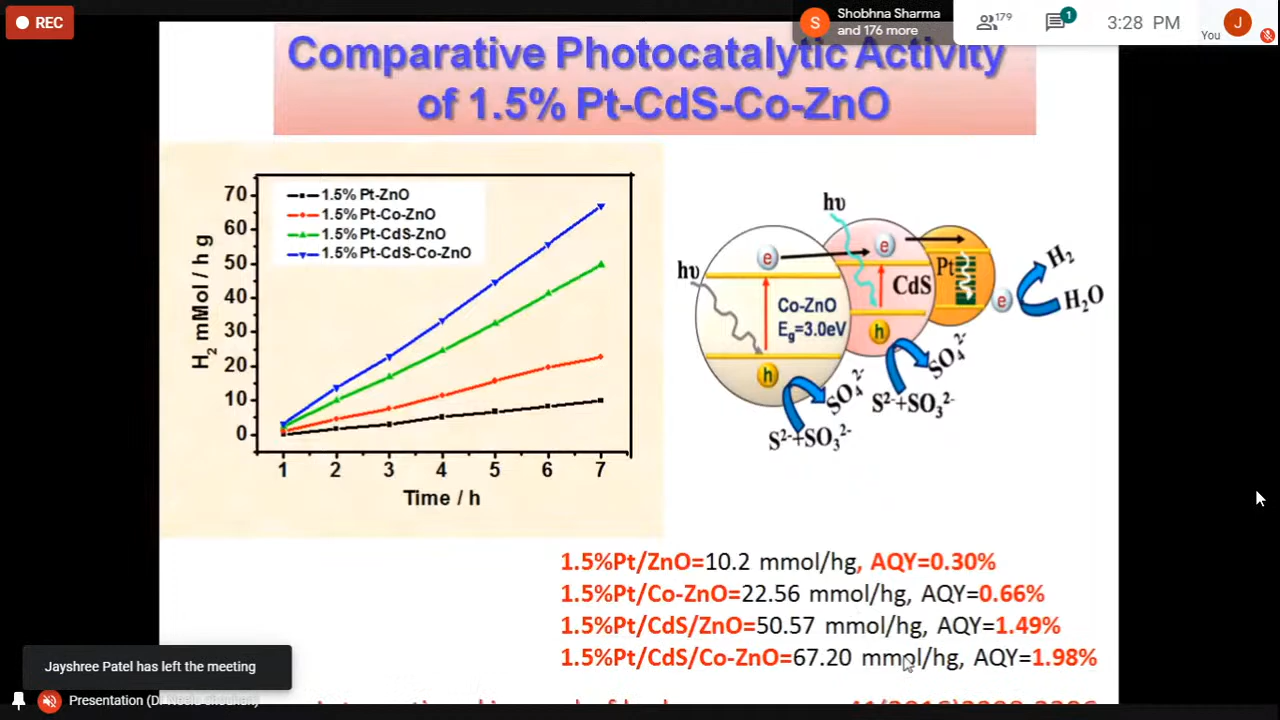 REC
Shobhna Sharma
and 176 more
S
179
1
3:28 PM
You
J
Comparative Photocatalytic Activity
of 1.5% Pt-CdS-Co-ZnO
1.5% Pt-ZnO
1.5% Pt-Co-ZnO
1.5% Pt-CdS-ZnO
1.5% Pt-CdS-Co-ZnO
H2 mMol / h g
70
60
50
40
30
20
10
0
1 2 3 4 5 6 7
Time / h
hυ
hυ
e
e
Pt
Co-ZnO
Eg=3.0eV
CdS
h
h
e
H2
H2O
SO4²⁻
S²⁻+SO3²⁻
SO4²⁻
S²⁻+SO3²⁻
1.5%Pt/ZnO=10.2 mmol/hg, AQY=0.30%
1.5%Pt/Co-ZnO=22.56 mmol/hg, AQY=0.66%
1.5%Pt/CdS/ZnO=50.57 mmol/hg, AQY=1.49%
1.5%Pt/CdS/Co-ZnO=67.20 mmol/hg, AQY=1.98%
Jayshree Patel has left the meeting
Presentation